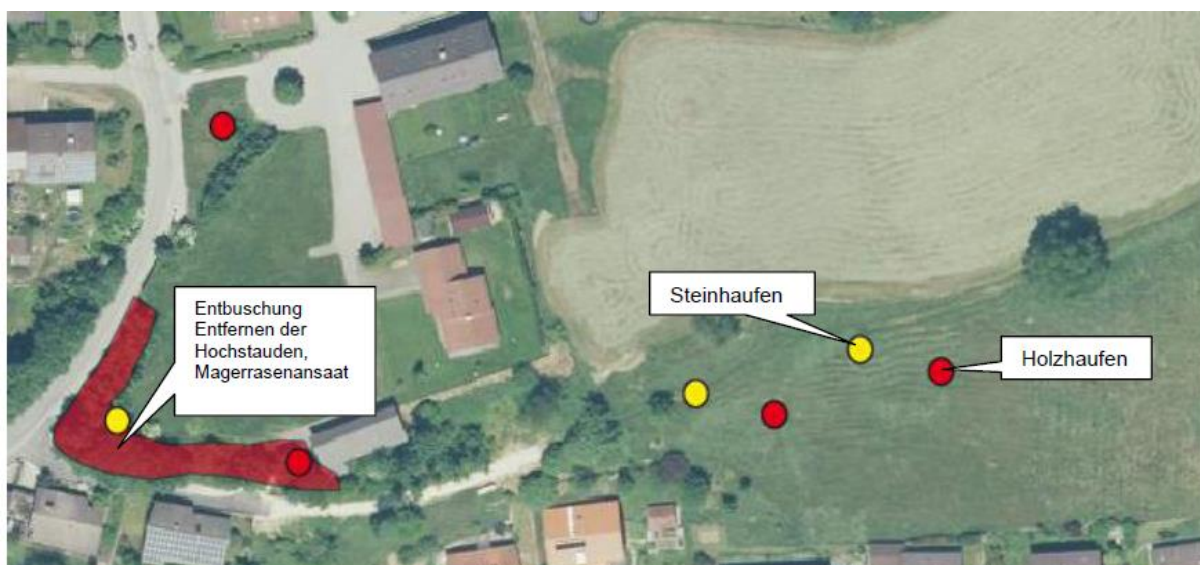 Steinhaufen
Entbuschung
Entfernen der
Hochstauden,
Magerrasenansaat
Holzhaufen